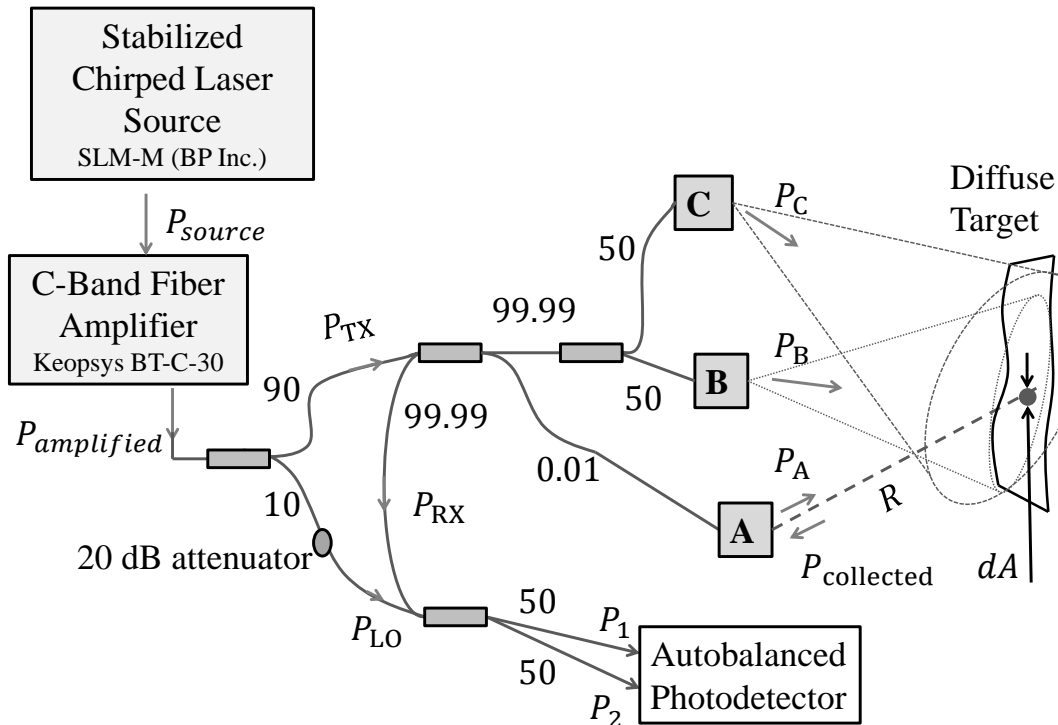 Stabilized
Chirped Laser
Source
SLM-M (BP Inc.)
P_source
C-Band Fiber
Amplifier
Keopsys BT-C-30
P_amplified
90
10
20 dB attenuator
P_TX
99.99
99.99
0.01
P_RX
P_LO
50
50
50
50
C
B
A
P_C
P_B
P_A
P_collected
R
Diffuse
Target
dA
P_1
P_2
Autobalanced
Photodetector